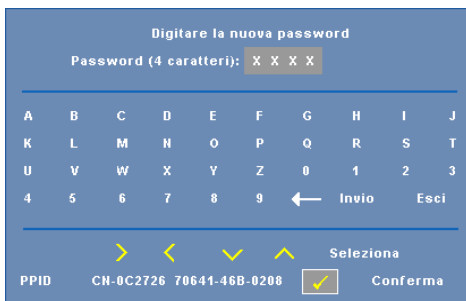 Digitare la nuova password
Password (4 caratteri): X X X X
A B C D E F G H I J
K L M N O P Q R S T
U V W X Y Z 0 1 2 3
4 5 6 7 8 9 ← Invio Esci
Seleziona
PPID CN-0C2726 70641-46B-0208 Conferma